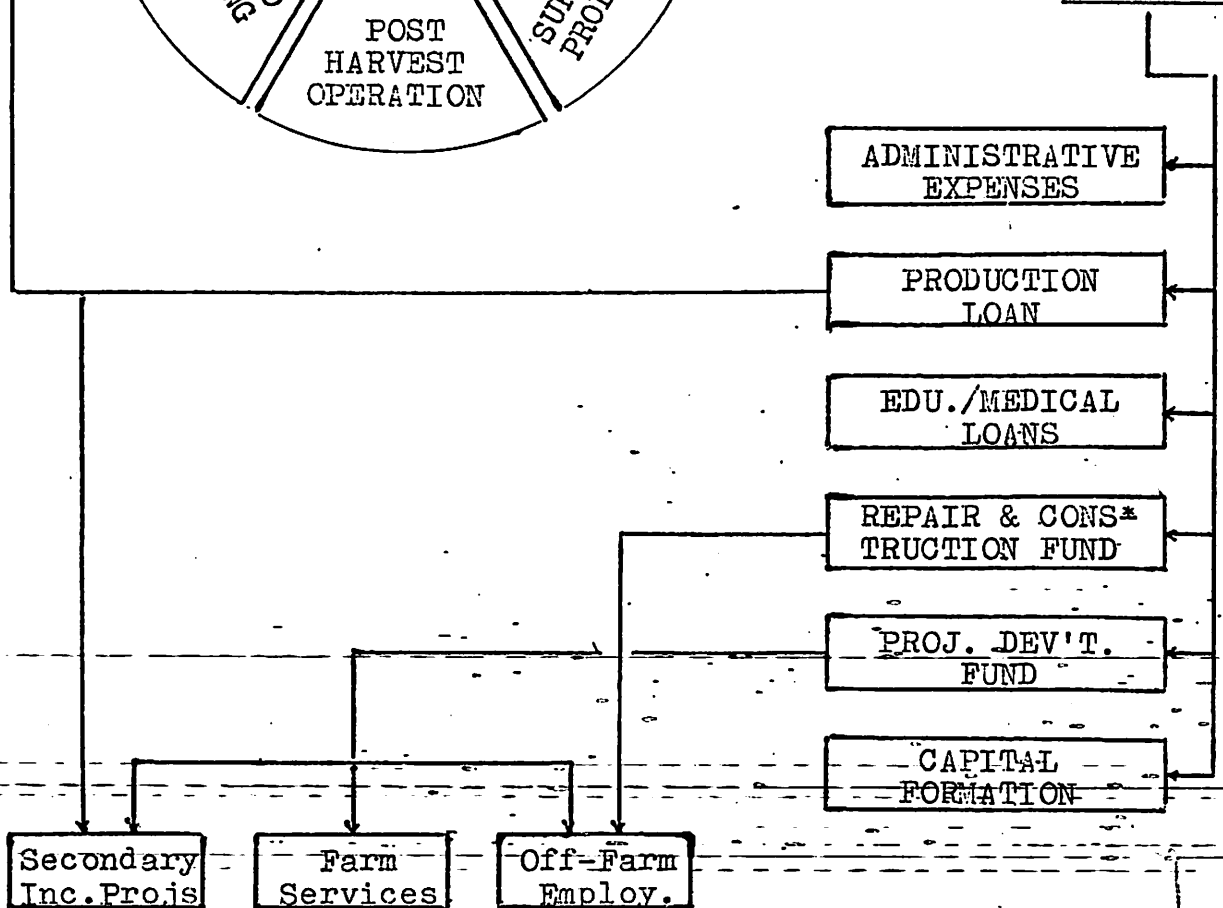 POST
HARVEST
OPERATION
ADMINISTRATIVE
EXPENSES
PRODUCTION
LOAN
EDU./MEDICAL
LOANS
REPAIR & CONS*
TRUCTION FUND
PROJ. DEV'T.
FUND
CAPITAL
FORMATION
Secondary
Inc.Projs
Farm
Services
Off-Farm
Employ.